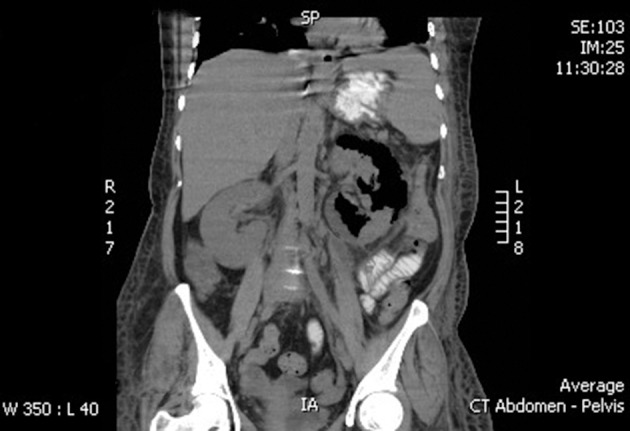 SP
SE:103
IM:25
11:30:28
R
2
1
7
L
2
1
8
W 350 : L 40
IA
Average
CT Abdomen - Pelvis